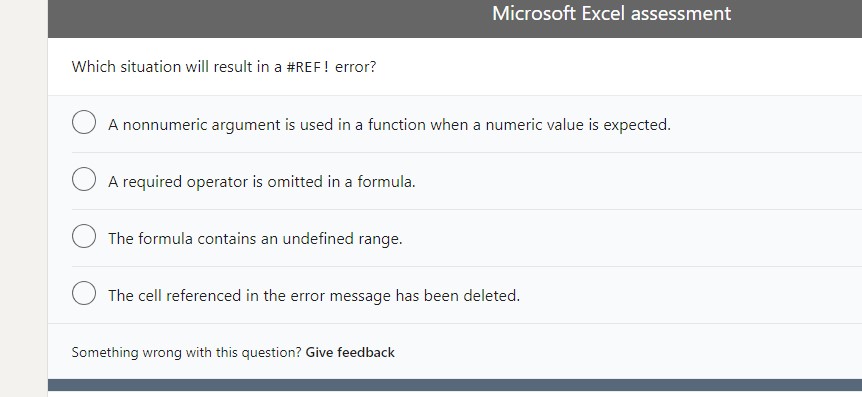 Microsoft Excel assessment
Which situation will result in a #REF! error?
A nonnumeric argument is used in a function when a numeric value is expected.
A required operator is omitted in a formula.
The formula contains an undefined range.
The cell referenced in the error message has been deleted.
Something wrong with this question? Give feedback